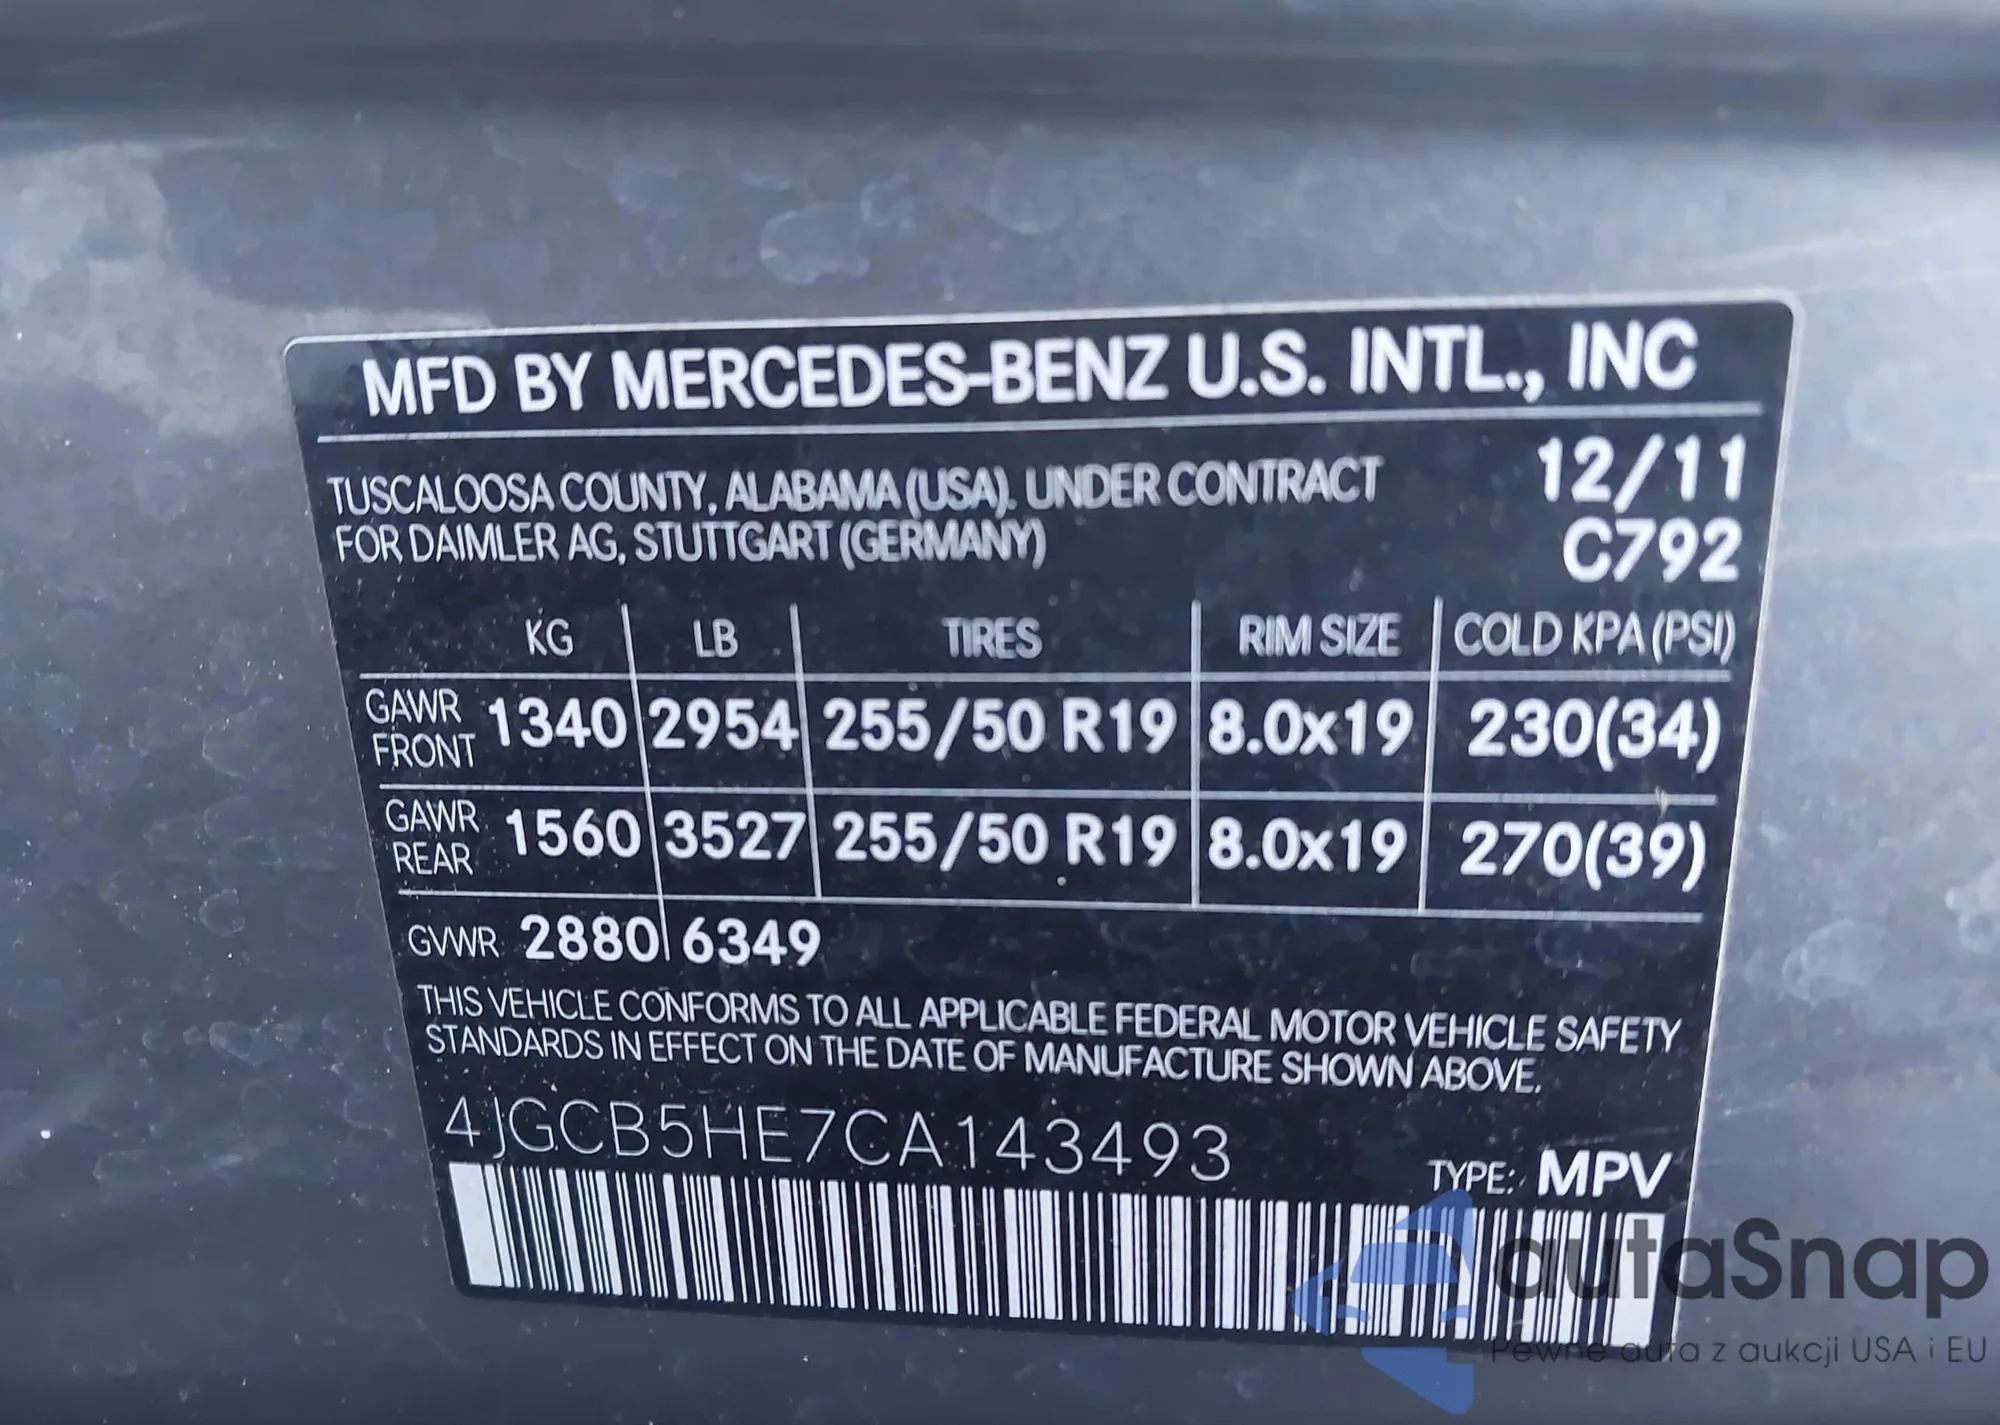 MFD BY MERCEDES-BENZ U.S. INTL., INC
TUSCALOOSA COUNTY, ALABAMA (USA). UNDER CONTRACT 12/11
FOR DAIMLER AG, STUTTGART (GERMANY) C792
KG LB TIRES RIM SIZE COLD KPA (PSI)
GAWR FRONT 1340 2954 255/50 R19 8.0x19 230(34)
GAWR REAR 1560 3527 255/50 R19 8.0x19 270(39)
GVWR 2880 6349
THIS VEHICLE CONFORMS TO ALL APPLICABLE FEDERAL MOTOR VEHICLE SAFETY
STANDARDS IN EFFECT ON THE DATE OF MANUFACTURE SHOWN ABOVE.
4JGCB5HE7CA143493
TYPE: MPV
autaSnap
Pewne auta z aukcji USA i EU